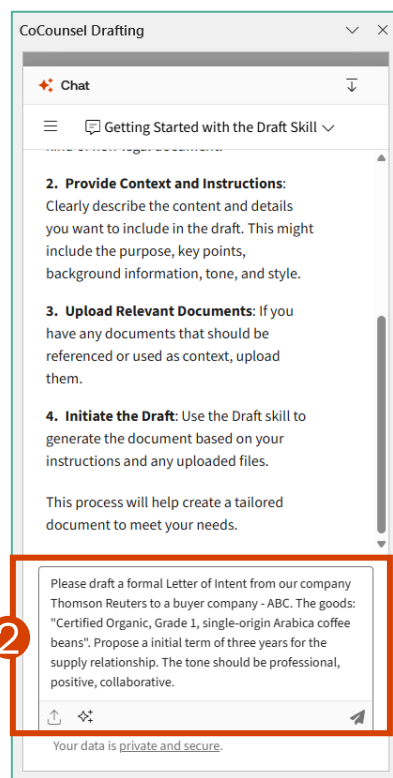 CoCounsel Drafting
Chat
Getting Started with the Draft Skill
2. Provide Context and Instructions:
Clearly describe the content and details
you want to include in the draft. This might
include the purpose, key points,
background information, tone, and style.
3. Upload Relevant Documents: If you
have any documents that should be
referenced or used as context, upload
them.
4. Initiate the Draft: Use the Draft skill to
generate the document based on your
instructions and any uploaded files.
This process will help create a tailored
document to meet your needs.
2
Please draft a formal Letter of Intent from our company
Thomson Reuters to a buyer company - ABC. The goods:
"Certified Organic, Grade 1, single-origin Arabica coffee
beans". Propose a initial term of three years for the
supply relationship. The tone should be professional,
positive, collaborative.
Your data is private and secure.